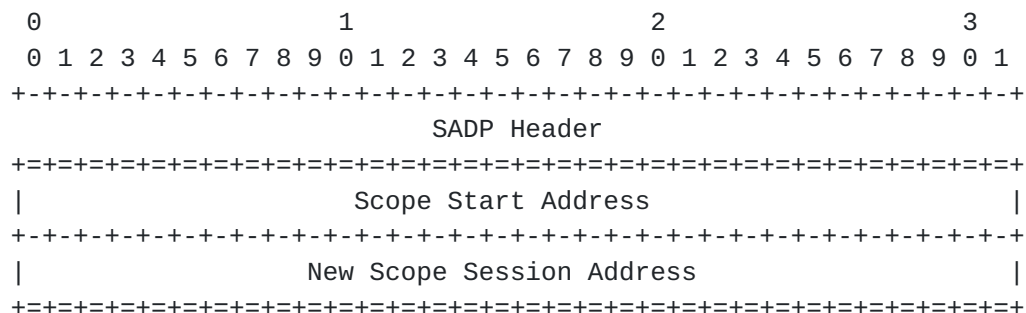 0                   1                   2                   3
 0 1 2 3 4 5 6 7 8 9 0 1 2 3 4 5 6 7 8 9 0 1 2 3 4 5 6 7 8 9 0 1
+-+-+-+-+-+-+-+-+-+-+-+-+-+-+-+-+-+-+-+-+-+-+-+-+-+-+-+-+-+-+-+-+
                           SADP Header
+=+=+=+=+=+=+=+=+=+=+=+=+=+=+=+=+=+=+=+=+=+=+=+=+=+=+=+=+=+=+=+=+
|                     Scope Start Address                       |
+-+-+-+-+-+-+-+-+-+-+-+-+-+-+-+-+-+-+-+-+-+-+-+-+-+-+-+-+-+-+-+-+
|                  New Scope Session Address                    |
+=+=+=+=+=+=+=+=+=+=+=+=+=+=+=+=+=+=+=+=+=+=+=+=+=+=+=+=+=+=+=+=+